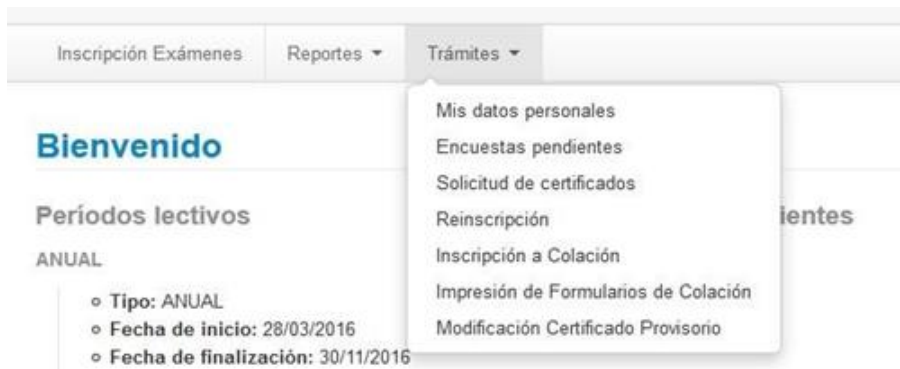 Inscripción Exámenes Reportes Trámites
Mis datos personales
Encuestas pendientes
Solicitud de certificados
Reinscripción
Inscripción a Colación
Impresión de Formularios de Colación
Modificación Certificado Provisorio
Bienvenido
Períodos lectivos
ientes
ANUAL
Tipo: ANUAL
Fecha de inicio: 28/03/2016
Fecha de finalización: 30/11/2016